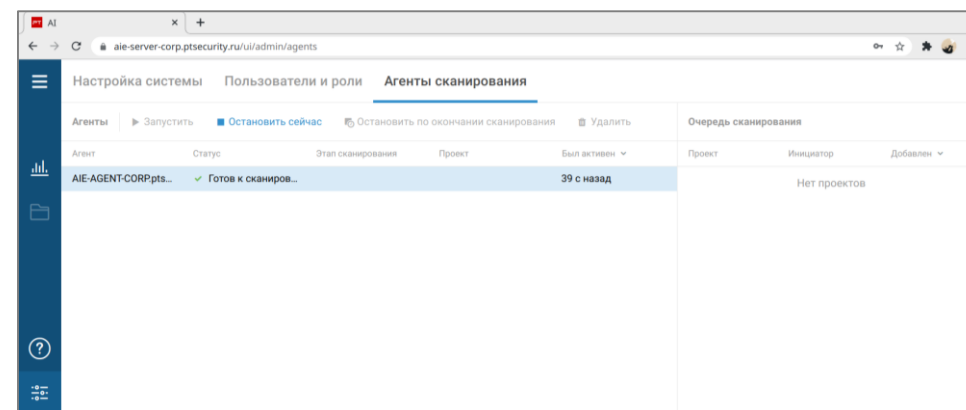 AI
aie-server-corp.ptsecurity.ru/ui/admin/agents
Настройка системы Пользователи и роли Агенты сканирования
Агенты Запустить Остановить сейчас Остановить по окончании сканирования Удалить
Очередь сканирования
Агент Статус Этап сканирования Проект Был активен
Проект Инициатор Добавлен
AIE-AGENT-CORP.pts... Готов к сканиров... 39 с назад
Нет проектов